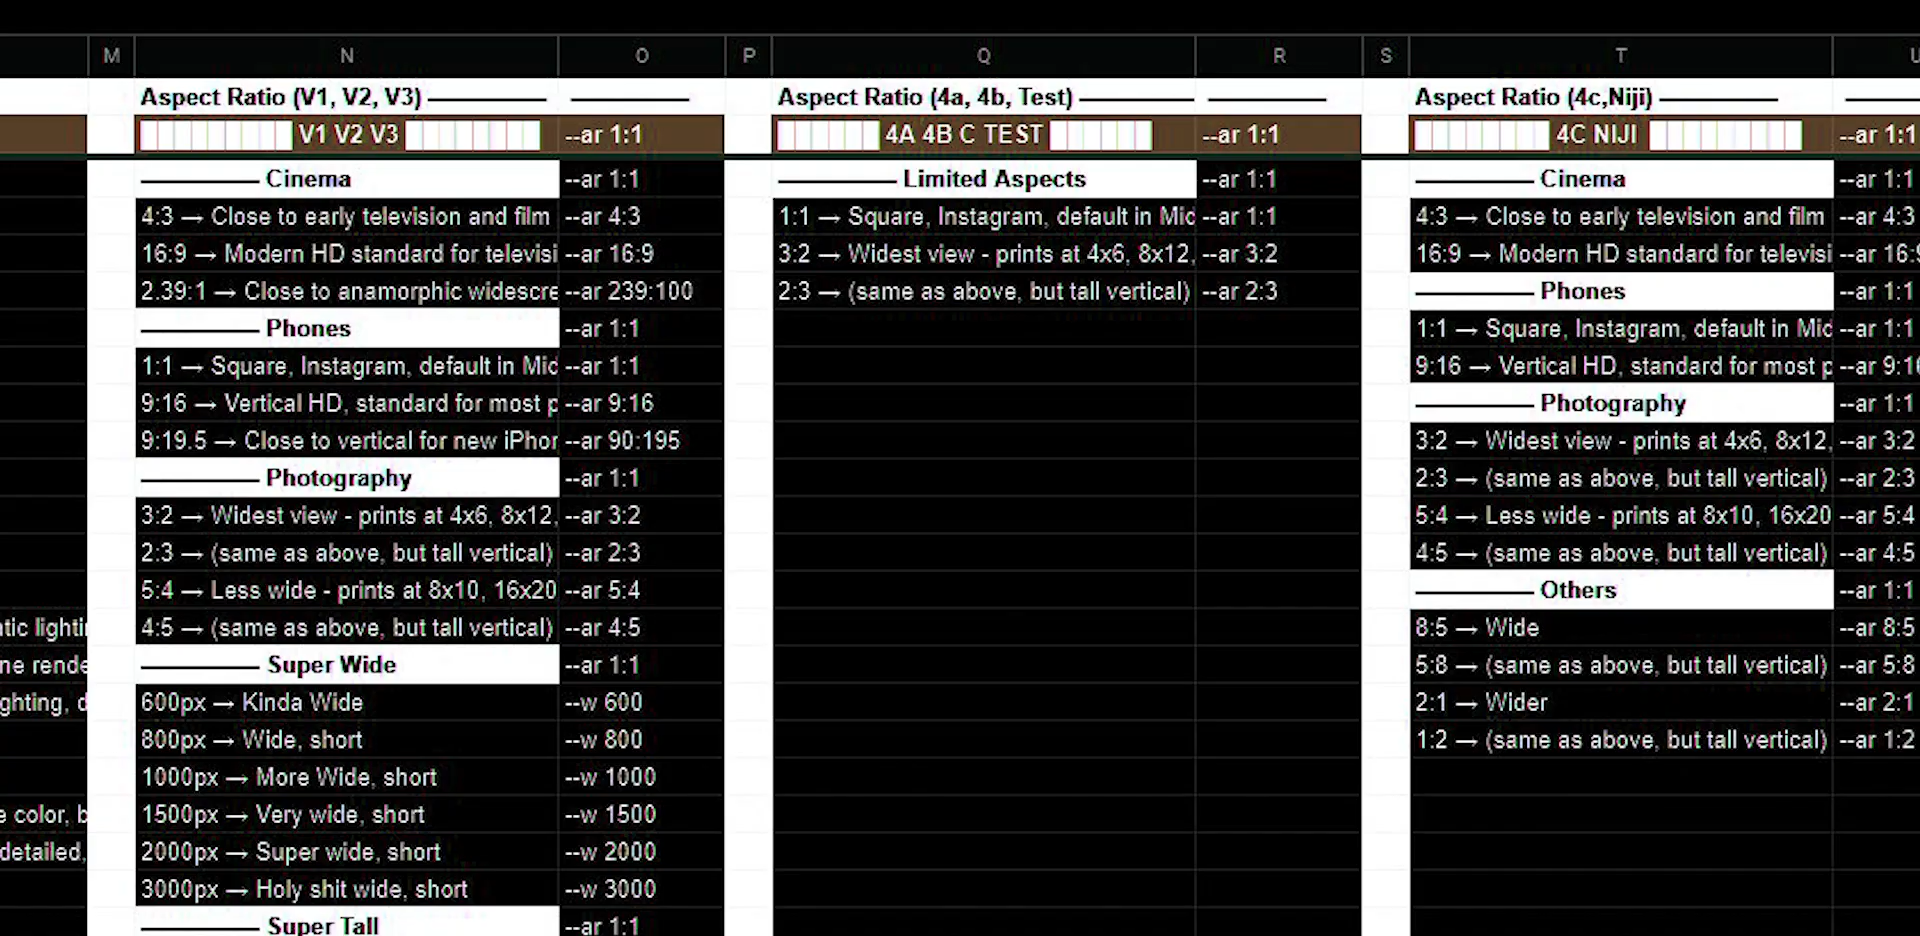 M N O P Q R S T
Aspect Ratio (V1, V2, V3) Aspect Ratio (4a, 4b, Test) Aspect Ratio (4c,Niji)
V1 V2 V3 --ar 1:1 4A 4B C TEST --ar 1:1 4C NIJI --ar 1:1
Cinema --ar 1:1 Limited Aspects --ar 1:1 Cinema --ar 1:1
4:3 → Close to early television and film --ar 4:3 1:1 → Square, Instagram, default in Mid --ar 1:1 4:3 → Close to early television and film --ar 4:3
16:9 → Modern HD standard for televisi --ar 16:9 3:2 → Widest view - prints at 4x6, 8x12, --ar 3:2 16:9 → Modern HD standard for televisi --ar 16:9
2.39:1 → Close to anamorphic widescre --ar 239:100 2:3 → (same as above, but tall vertical) --ar 2:3 Phones --ar 1:1
Phones --ar 1:1 1:1 → Square, Instagram, default in Mid --ar 1:1
1:1 → Square, Instagram, default in Mid --ar 1:1 9:16 → Vertical HD, standard for most p --ar 9:16
9:16 → Vertical HD, standard for most p --ar 9:16 Photography --ar 1:1
9:19.5 → Close to vertical for new iPhon --ar 90:195 3:2 → Widest view - prints at 4x6, 8x12, --ar 3:2
Photography --ar 1:1 2:3 → (same as above, but tall vertical) --ar 2:3
3:2 → Widest view - prints at 4x6, 8x12, --ar 3:2 5:4 → Less wide - prints at 8x10, 16x20 --ar 5:4
2:3 → (same as above, but tall vertical) --ar 2:3 4:5 → (same as above, but tall vertical) --ar 4:5
5:4 → Less wide - prints at 8x10, 16x20 --ar 5:4 Others --ar 1:1
tic lighti 4:5 → (same as above, but tall vertical) --ar 4:5 8:5 → Wide --ar 8:5
ne rende Super Wide --ar 1:1 5:8 → (same as above, but tall vertical) --ar 5:8
ghting, d 600px → Kinda Wide --w 600 2:1 → Wider --ar 2:1
800px → Wide, short --w 800 1:2 → (same as above, but tall vertical) --ar 1:2
1000px → More Wide, short --w 1000
e color, b 1500px → Very wide, short --w 1500
detailed, 2000px → Super wide, short --w 2000
3000px → Holy shit wide, short --w 3000
Super Tall --ar 1:1